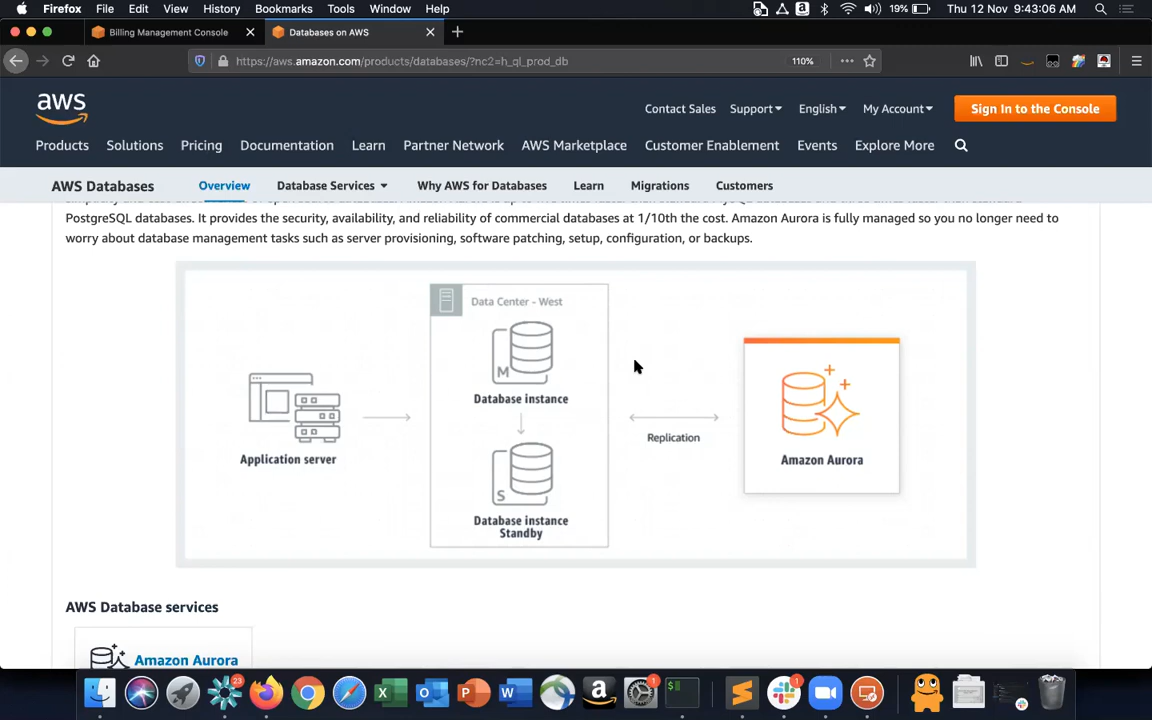 Firefox File Edit View History Bookmarks Tools Window Help 19% Thu 12 Nov 9:43:06 AM
Billing Management Console Databases on AWS
https://aws.amazon.com/products/databases/?nc2=h_ql_prod_db 110%
aws Contact Sales Support English My Account Sign In to the Console
Products Solutions Pricing Documentation Learn Partner Network AWS Marketplace Customer Enablement Events Explore More
AWS Databases Overview Database Services Why AWS for Databases Learn Migrations Customers
PostgreSQL databases. It provides the security, availability, and reliability of commercial databases at 1/10th the cost. Amazon Aurora is fully managed so you no longer need to
worry about database management tasks such as server provisioning, software patching, setup, configuration, or backups.
Data Center - West
M
Database instance
Application server
Replication
Amazon Aurora
S
Database instance
Standby
AWS Database services
Amazon Aurora
23
1
1